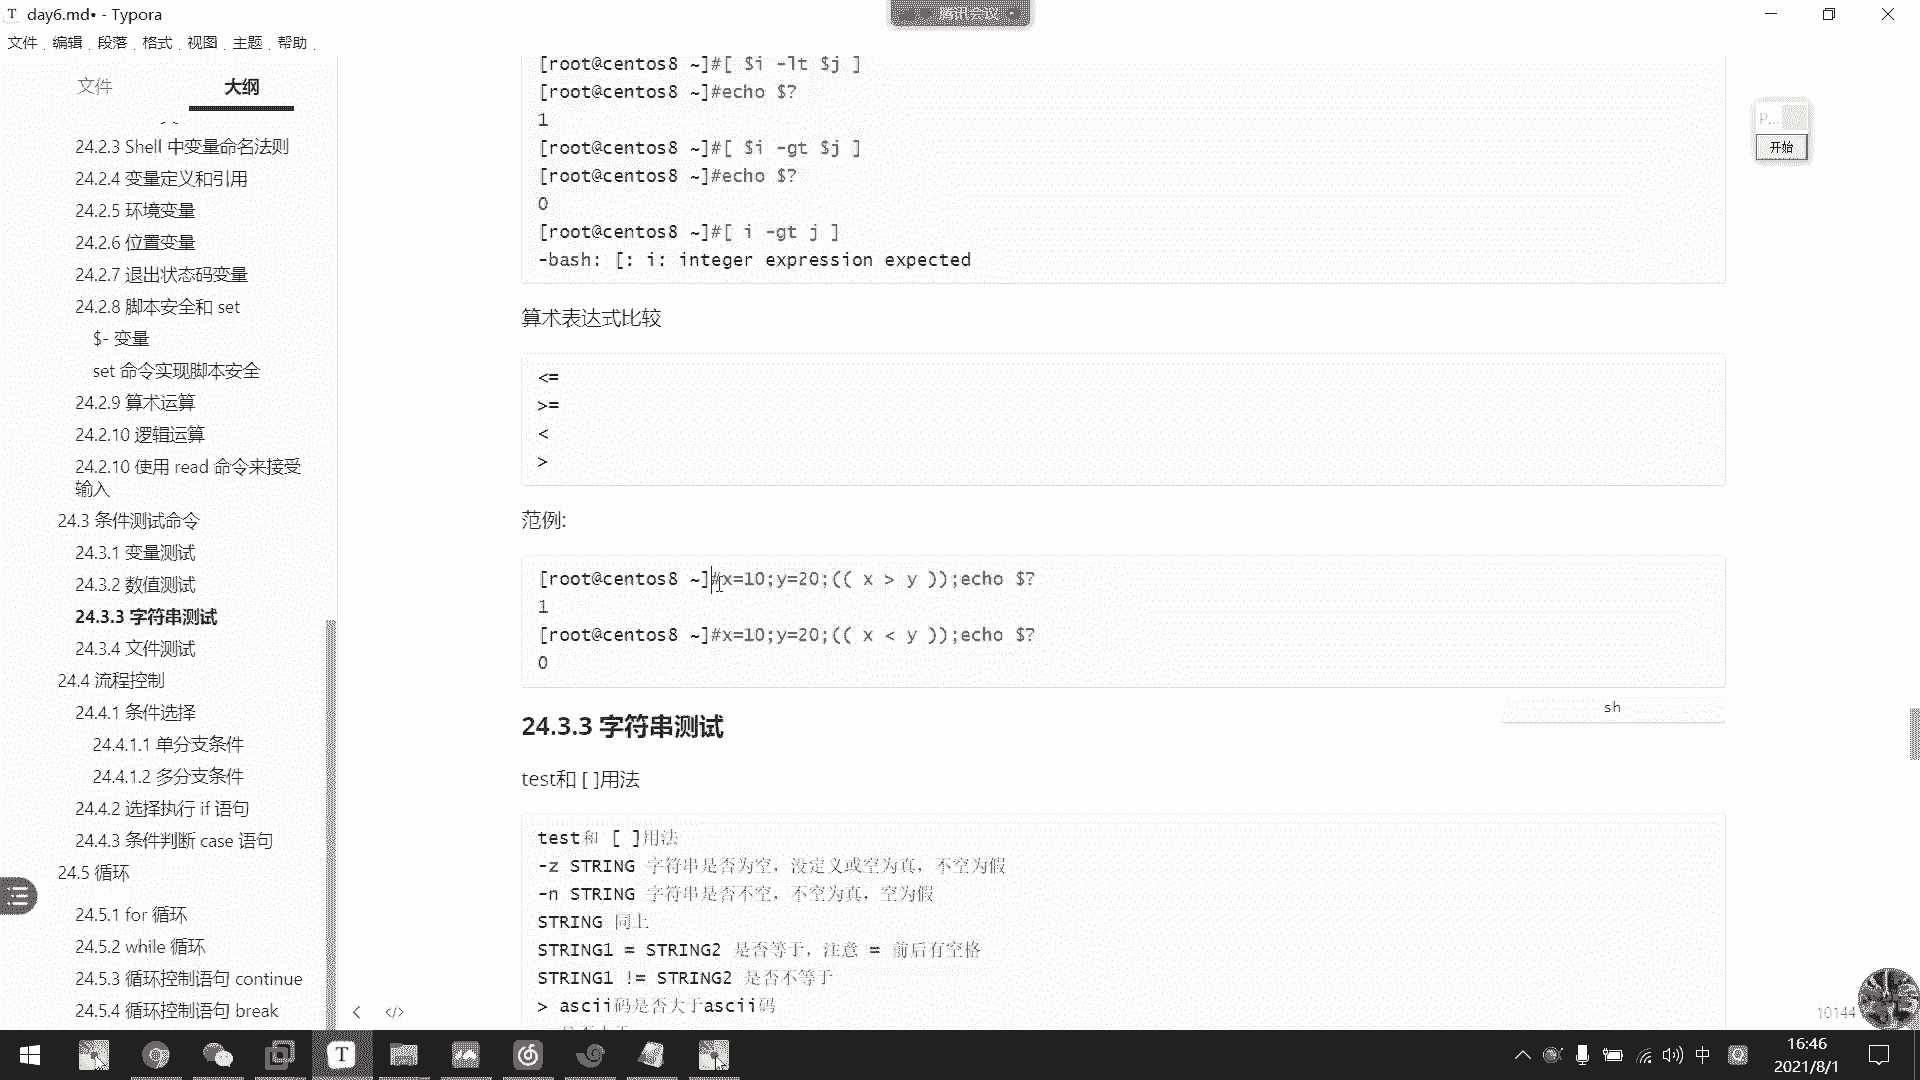 day6.md• - Typora
腾讯会议
文件 编辑 段落 格式 视图 主题 帮助
文件 大纲
24.2.3 Shell 中变量命名法则
24.2.4 变量定义和引用
24.2.5 环境变量
24.2.6 位置变量
24.2.7 退出状态码变量
24.2.8 脚本安全和 set
$- 变量
set 命令实现脚本安全
24.2.9 算术运算
24.2.10 逻辑运算
24.2.10 使用 read 命令来接受
输入
24.3 条件测试命令
24.3.1 变量测试
24.3.2 数值测试
24.3.3 字符串测试
24.3.4 文件测试
24.4 流程控制
24.4.1 条件选择
24.4.1.1 单分支条件
24.4.1.2 多分支条件
24.4.2 选择执行 if 语句
24.4.3 条件判断 case 语句
24.5 循环
24.5.1 for 循环
24.5.2 while 循环
24.5.3 循环控制语句 continue
24.5.4 循环控制语句 break
[root@centos8 ~]#[ $i -lt $j ]
[root@centos8 ~]#echo $?
1
[root@centos8 ~]#[ $i -gt $j ]
[root@centos8 ~]#echo $?
0
[root@centos8 ~]#[ i -gt j ]
-bash: [: i: integer expression expected
算术表达式比较
<=
>=
<
>
范例:
[root@centos8 ~]#x=10;y=20;(( x > y ));echo $?
1
[root@centos8 ~]#x=10;y=20;(( x < y ));echo $?
0
sh
24.3.3 字符串测试
test和 [ ]用法
test和 [ ]用法
-z STRING 字符串是否为空，没定义或空为真，不空为假
-n STRING 字符串是否不空，不空为真，空为假
STRING 同上
STRING1 = STRING2 是否等于，注意 = 前后有空格
STRING1 != STRING2 是否不等于
> ascii码是否大于ascii码
P...
开始
10144
中
16:46
2021/8/1